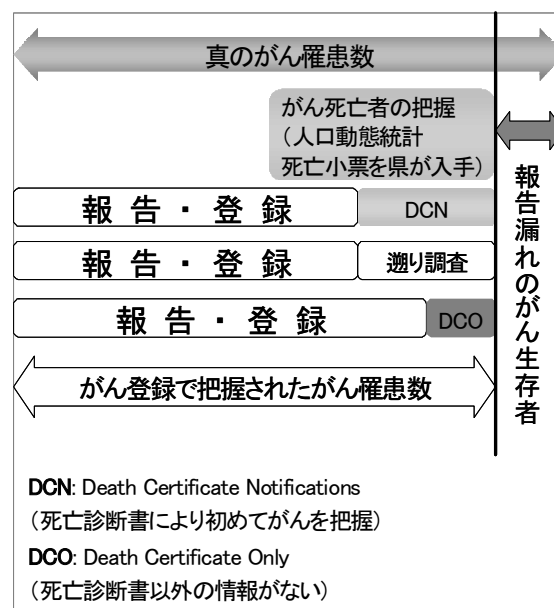 真のがん罹患数
がん死亡者の把握
（人口動態統計
死亡小票を県が入手）
報告漏れのがん生存者
報 告 ・ 登 録
DCN
報 告 ・ 登 録
遡り調査
報 告 ・ 登 録
DCO
がん登録で把握されたがん罹患数
DCN: Death Certificate Notifications
（死亡診断書により初めてがんを把握）
DCO: Death Certificate Only
（死亡診断書以外の情報がない）